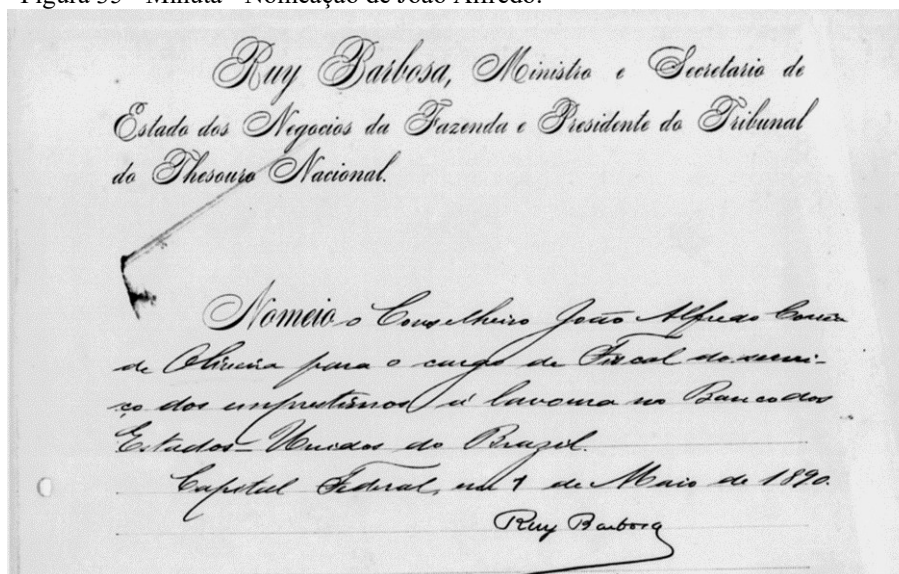 Figura 35 - Minuta - Nomeação de João Alfredo.
Ruy Barbosa, Ministro e Secretario de
Estado dos Negocios da Fazenda e Presidente do Tribunal
do Thesouro Nacional.
Nomeio o Conselheiro João Alfredo Corrêa
de Oliveira para o cargo de Fiscal do servi-
ço dos emprestimos á lavoura no Banco dos
Estados-Unidos do Brazil.
Capital Federal, em de Maio de 1890.
Ruy Barbosa